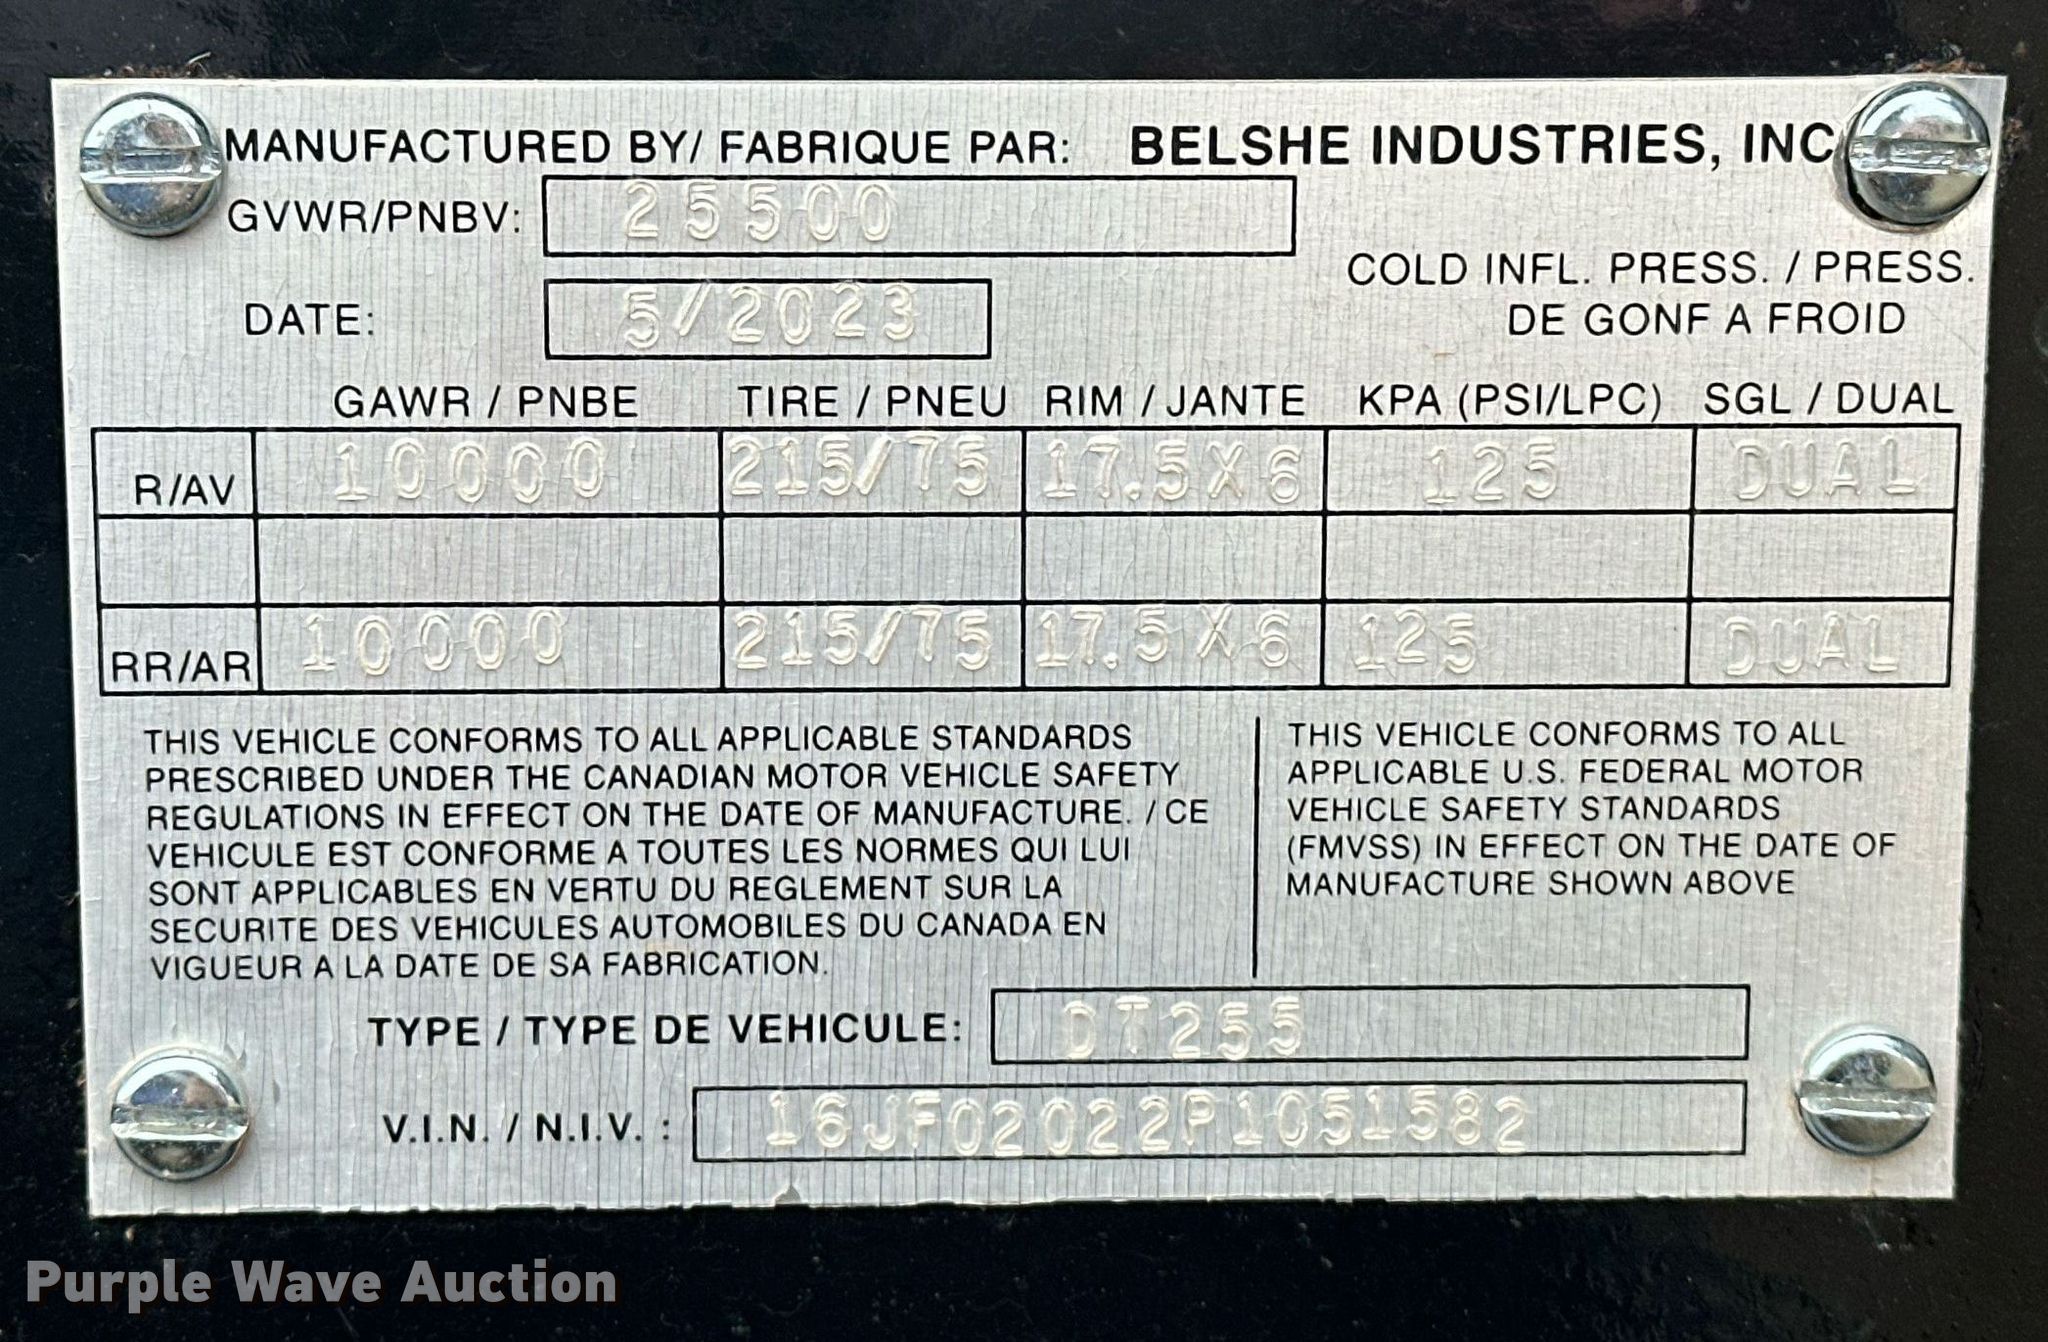 MANUFACTURED BY/ FABRIQUE PAR: BELSHE INDUSTRIES, INC
GVWR/PNBV: 25500
COLD INFL. PRESS. / PRESS.
DE GONF A FROID
DATE: 5/2023
GAWR / PNBE TIRE / PNEU RIM / JANTE KPA (PSI/LPC) SGL / DUAL
R/AV 10000 215/75 17.5X6 125 DUAL
RR/AR 10000 215/75 17.5X6 125 DUAL
THIS VEHICLE CONFORMS TO ALL APPLICABLE STANDARDS
PRESCRIBED UNDER THE CANADIAN MOTOR VEHICLE SAFETY
REGULATIONS IN EFFECT ON THE DATE OF MANUFACTURE. / CE
VEHICULE EST CONFORME A TOUTES LES NORMES QUI LUI
SONT APPLICABLES EN VERTU DU REGLEMENT SUR LA
SECURITE DES VEHICULES AUTOMOBILES DU CANADA EN
VIGUEUR A LA DATE DE SA FABRICATION.
THIS VEHICLE CONFORMS TO ALL
APPLICABLE U.S. FEDERAL MOTOR
VEHICLE SAFETY STANDARDS
(FMVSS) IN EFFECT ON THE DATE OF
MANUFACTURE SHOWN ABOVE
TYPE / TYPE DE VEHICULE: DT255
V.I.N. / N.I.V. : 16JF02022P1051582
Purple Wave Auction